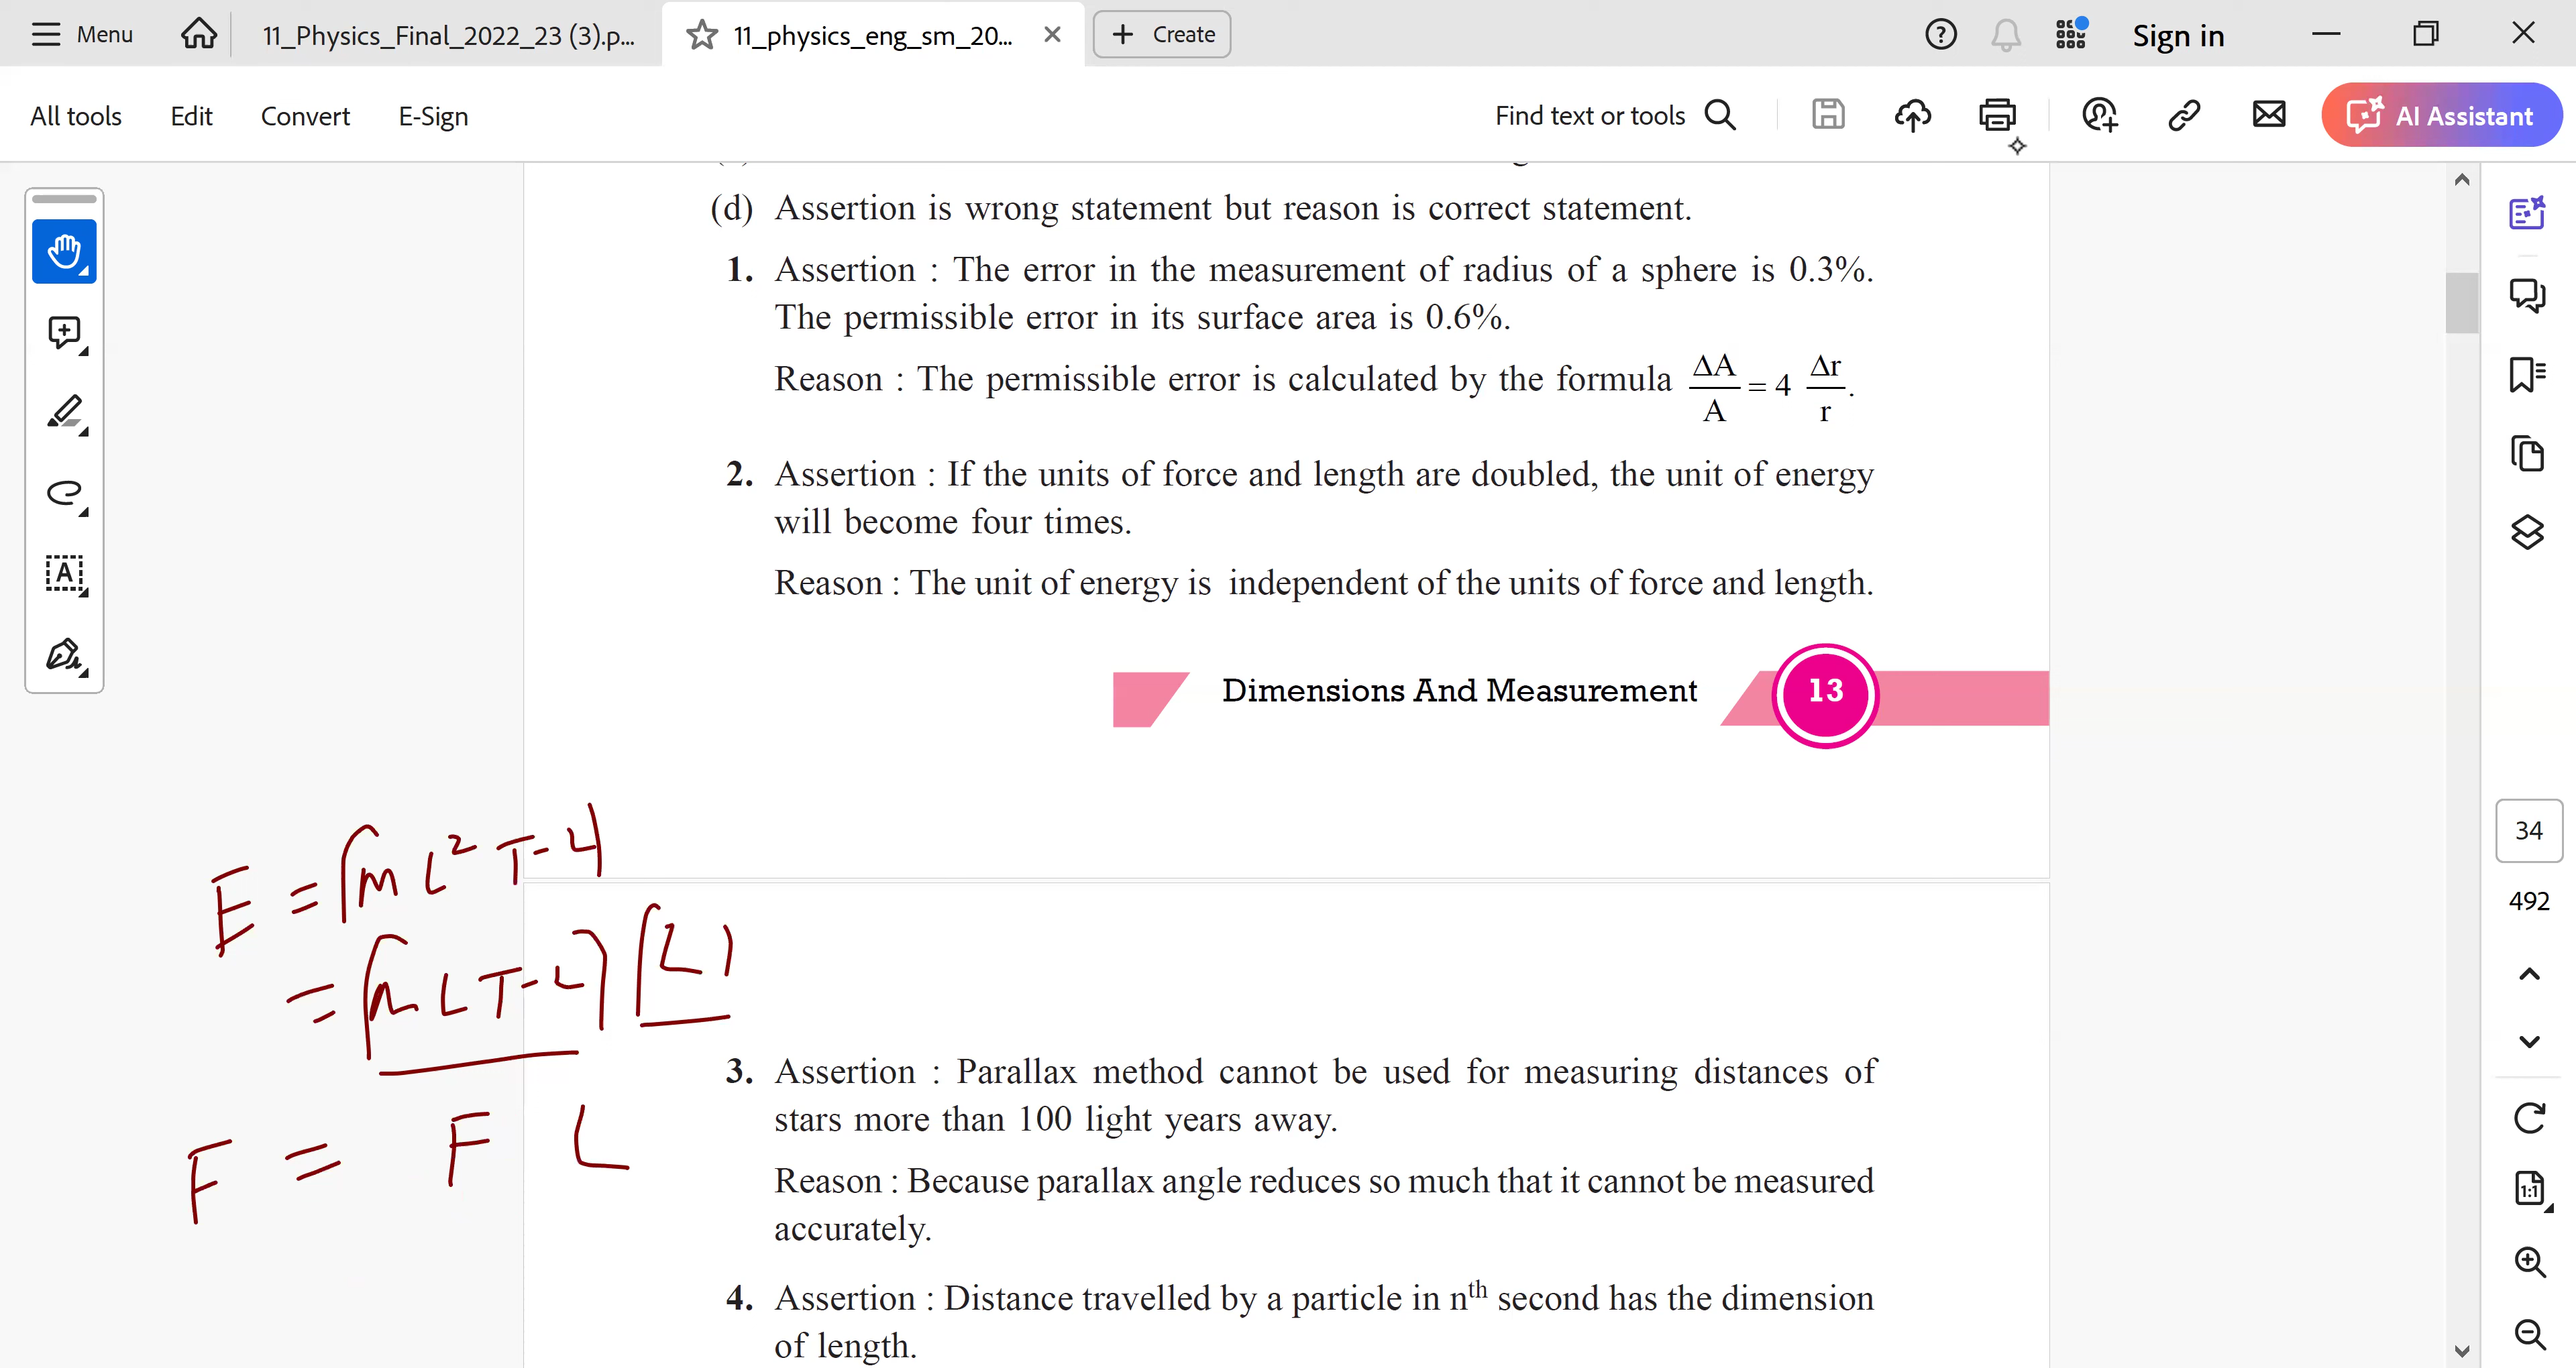 Menu 11_Physics_Final_2022_23 (3).p... 11_physics_eng_sm_20... Create Sign in
All tools Edit Convert E-Sign Find text or tools AI Assistant
(d) Assertion is wrong statement but reason is correct statement.
1. Assertion : The error in the measurement of radius of a sphere is 0.3%.
The permissible error in its surface area is 0.6%.
Reason : The permissible error is calculated by the formula ΔA/A = 4 Δr/r.
2. Assertion : If the units of force and length are doubled, the unit of energy
will become four times.
Reason : The unit of energy is independent of the units of force and length.
Dimensions And Measurement 13
34
492
E = [M L² T-2]
= [M L T-2] [L]
F = F L
3. Assertion : Parallax method cannot be used for measuring distances of
stars more than 100 light years away.
Reason : Because parallax angle reduces so much that it cannot be measured
accurately.
4. Assertion : Distance travelled by a particle in nth second has the dimension
of length.